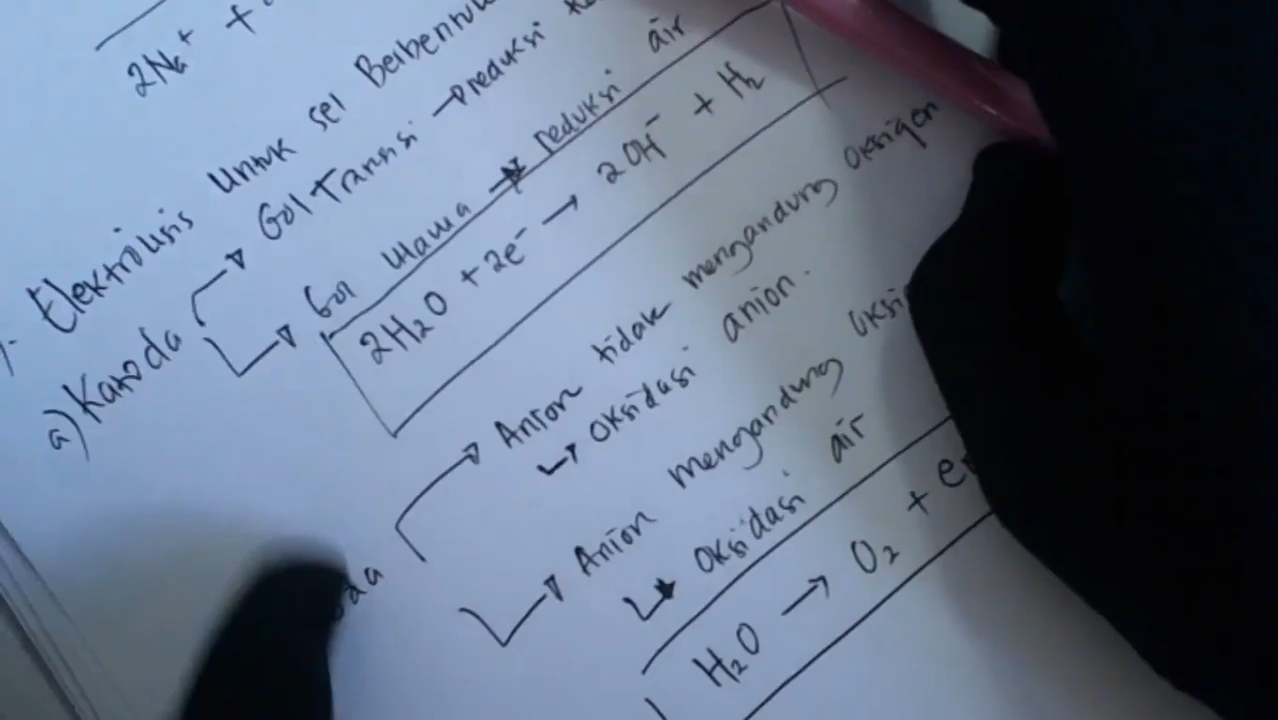 2Na⁺ +
Elektrolisis untuk sel Berbentuk
a) Katoda
Gol Transisi → reduksi
Gol utama → reduksi air
2H₂O + 2e⁻ → 2OH⁻ + H₂
Anion tidak mengandung oksigen
↳ oksidasi anion.
Anion mengandung
↳ oksidasi air
H₂O → O₂ +